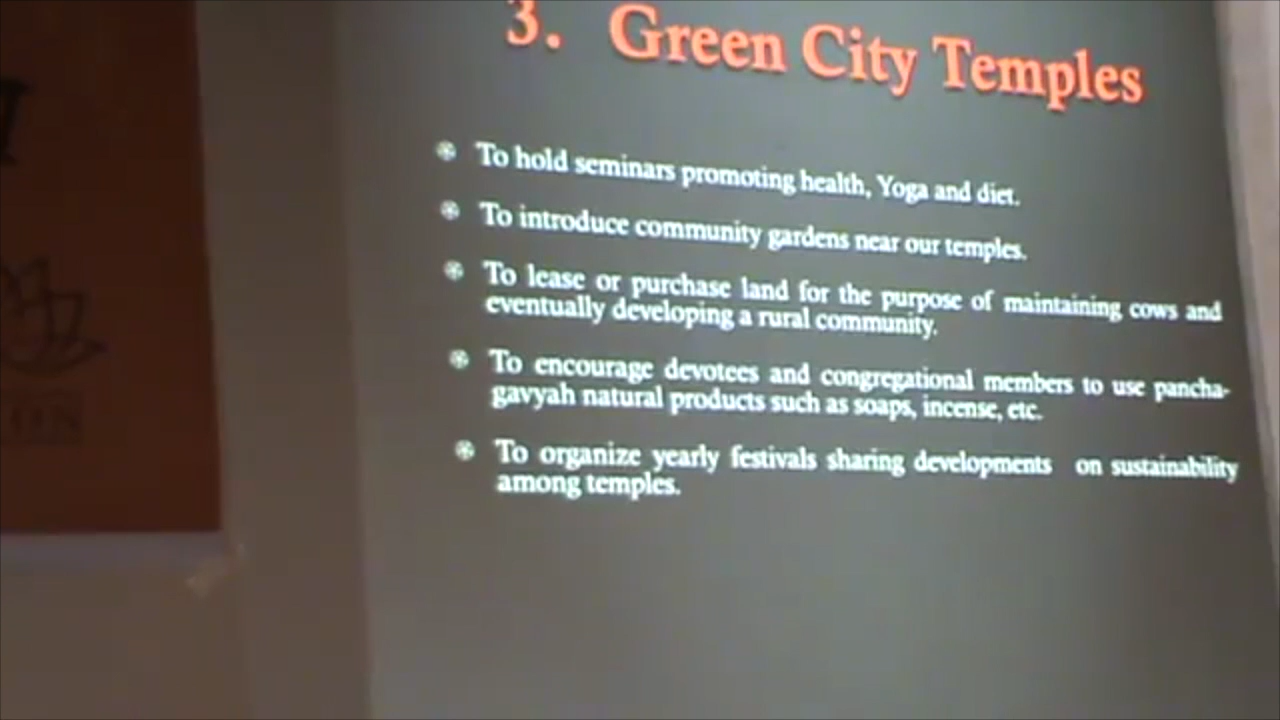 3. Green City Temples
To hold seminars promoting health, Yoga and diet.
To introduce community gardens near our temples.
To lease or purchase land for the purpose of maintaining cows and
eventually developing a rural community.
To encourage devotees and congregational members to use pancha-
gavyah natural products such as soaps, incense, etc.
To organize yearly festivals sharing developments on sustainability
among temples.